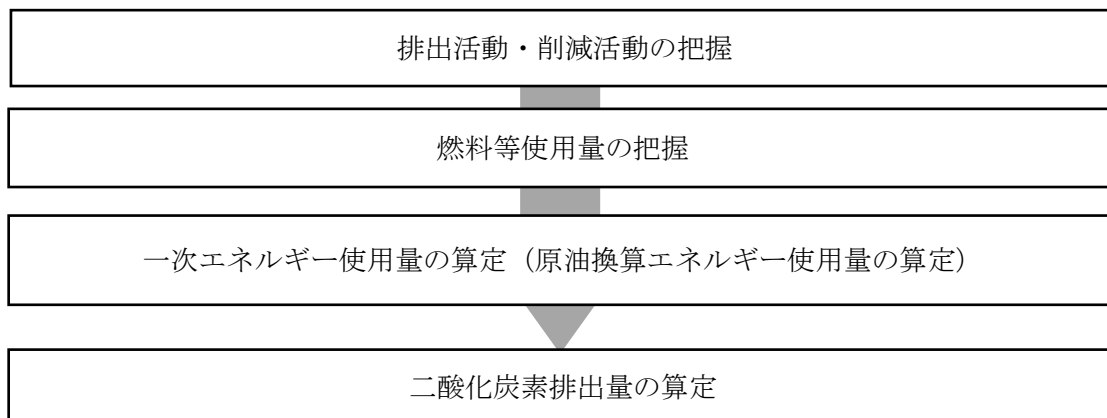 排出活動・削減活動の把握
燃料等使用量の把握
一次エネルギー使用量の算定（原油換算エネルギー使用量の算定）
二酸化炭素排出量の算定